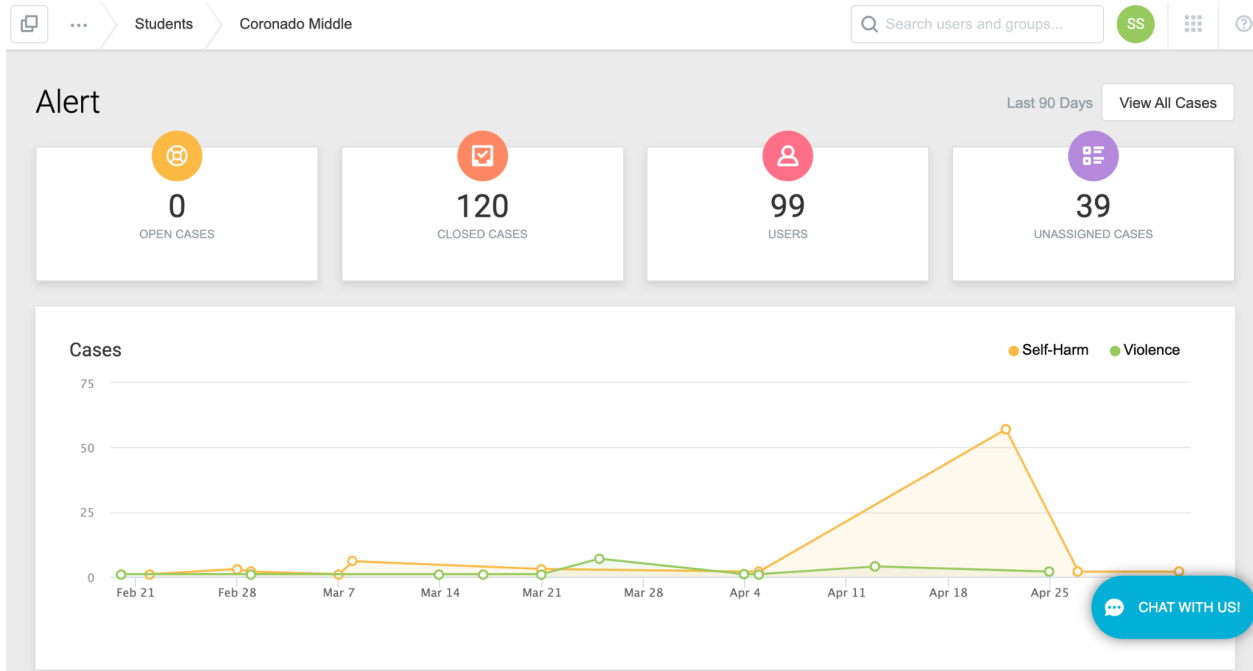 ... Students Coronado Middle Search users and groups... SS
Alert Last 90 Days View All Cases
0 120 99 39
OPEN CASES CLOSED CASES USERS UNASSIGNED CASES
Cases Self-Harm Violence
75
50
25
0
Feb 21 Feb 28 Mar 7 Mar 14 Mar 21 Mar 28 Apr 4 Apr 11 Apr 18 Apr 25
CHAT WITH US!